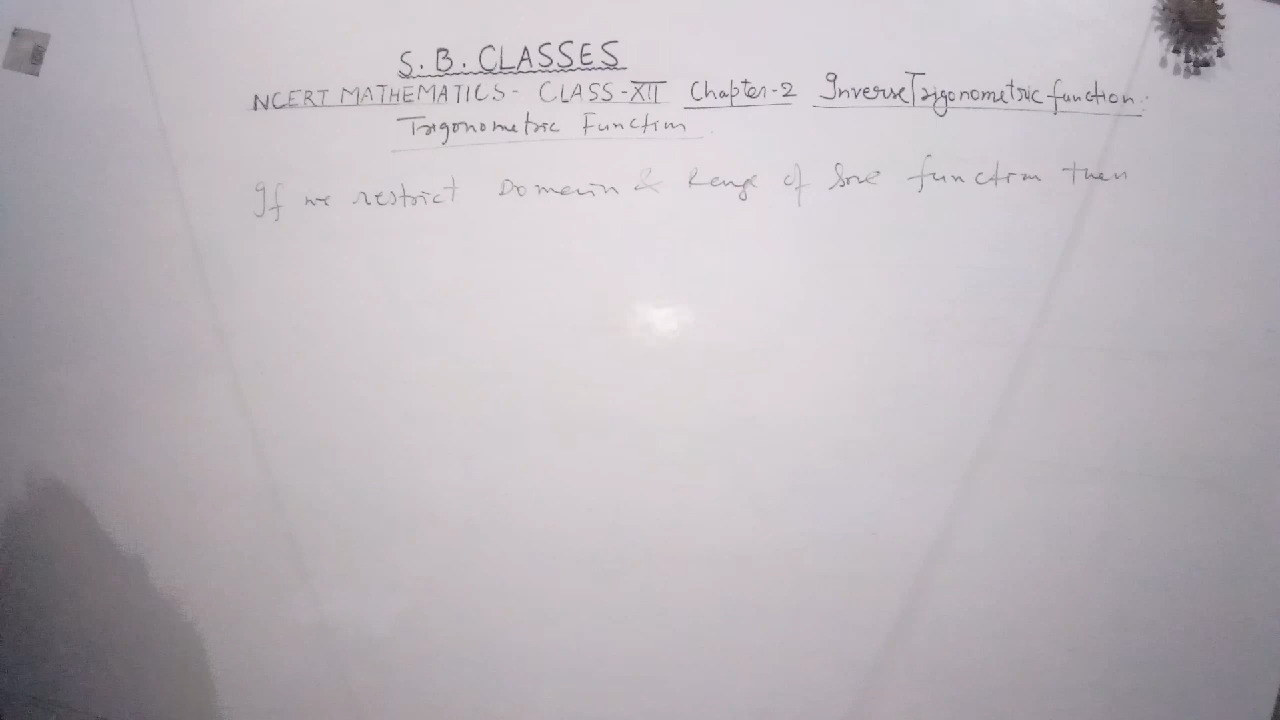 S. B. CLASSES
NCERT MATHEMATICS - CLASS - XII Chapter-2 Inverse Trigonometric function:
Trigonometric Function
If we restrict Domain & Range of Sine function then